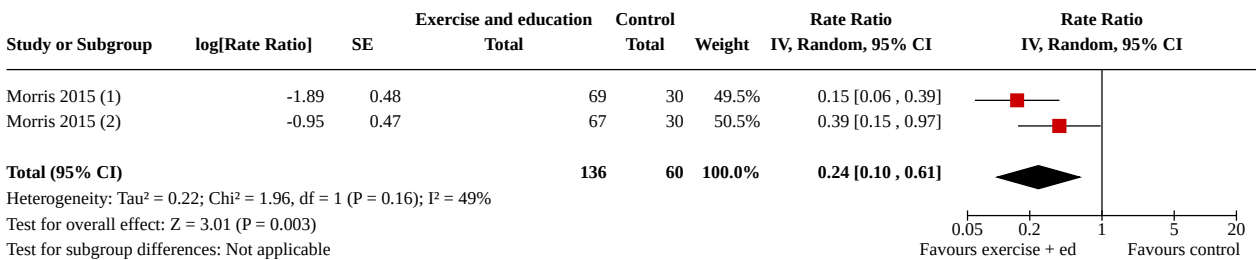 Exercise and education Control Rate Ratio Rate Ratio
Study or Subgroup log[Rate Ratio] SE Total Total Weight IV, Random, 95% CI IV, Random, 95% CI
Morris 2015 (1) -1.89 0.48 69 30 49.5% 0.15 [0.06 , 0.39]
Morris 2015 (2) -0.95 0.47 67 30 50.5% 0.39 [0.15 , 0.97]
Total (95% CI) 136 60 100.0% 0.24 [0.10 , 0.61]
Heterogeneity: Tau² = 0.22; Chi² = 1.96, df = 1 (P = 0.16); I² = 49%
Test for overall effect: Z = 3.01 (P = 0.003) 0.05 0.2 1 5 20
Test for subgroup differences: Not applicable Favours exercise + ed Favours control